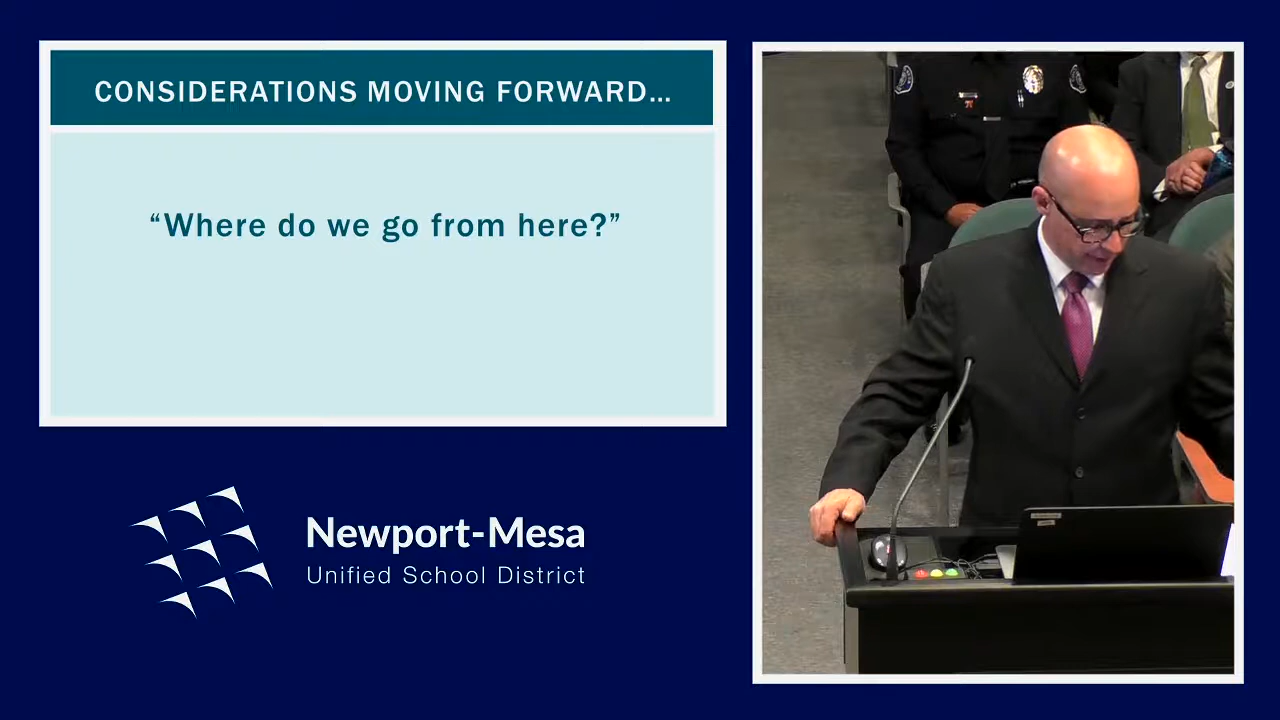 CONSIDERATIONS MOVING FORWARD...
“Where do we go from here?”
Newport-Mesa
Unified School District